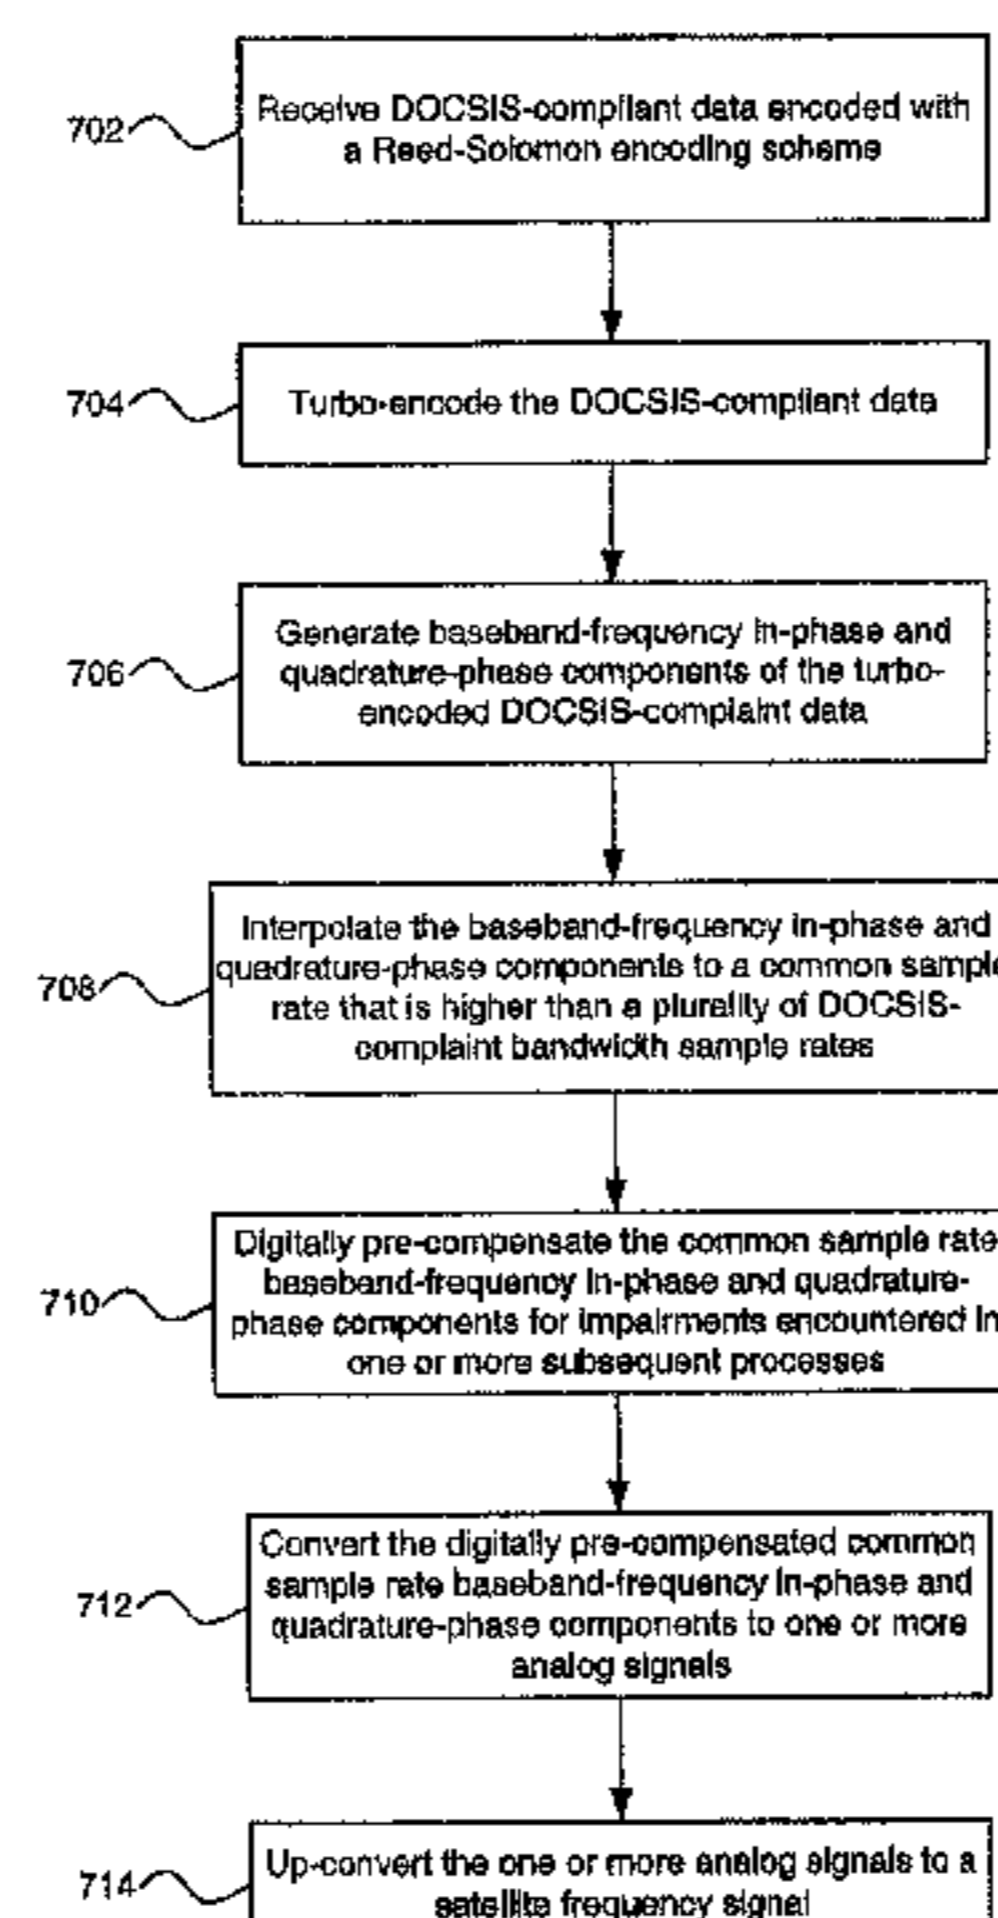 702
Receive DOCSIS-compliant data encoded with
a Reed-Solomon encoding scheme
704
Turbo-encode the DOCSIS-compliant data
706
Generate baseband-frequency in-phase and
quadrature-phase components of the turbo-
encoded DOCSIS-complaint data
708
Interpolate the baseband-frequency in-phase and
quadrature-phase components to a common sample
rate that is higher than a plurality of DOCSIS-
complaint bandwidth sample rates
710
Digitally pre-compensate the common sample rate
baseband-frequency in-phase and quadrature-
phase components for impairments encountered in
one or more subsequent processes
712
Convert the digitally pre-compensated common
sample rate baseband-frequency in-phase and
quadrature-phase components to one or more
analog signals
714
Up-convert the one or more analog signals to a
satellite frequency signal